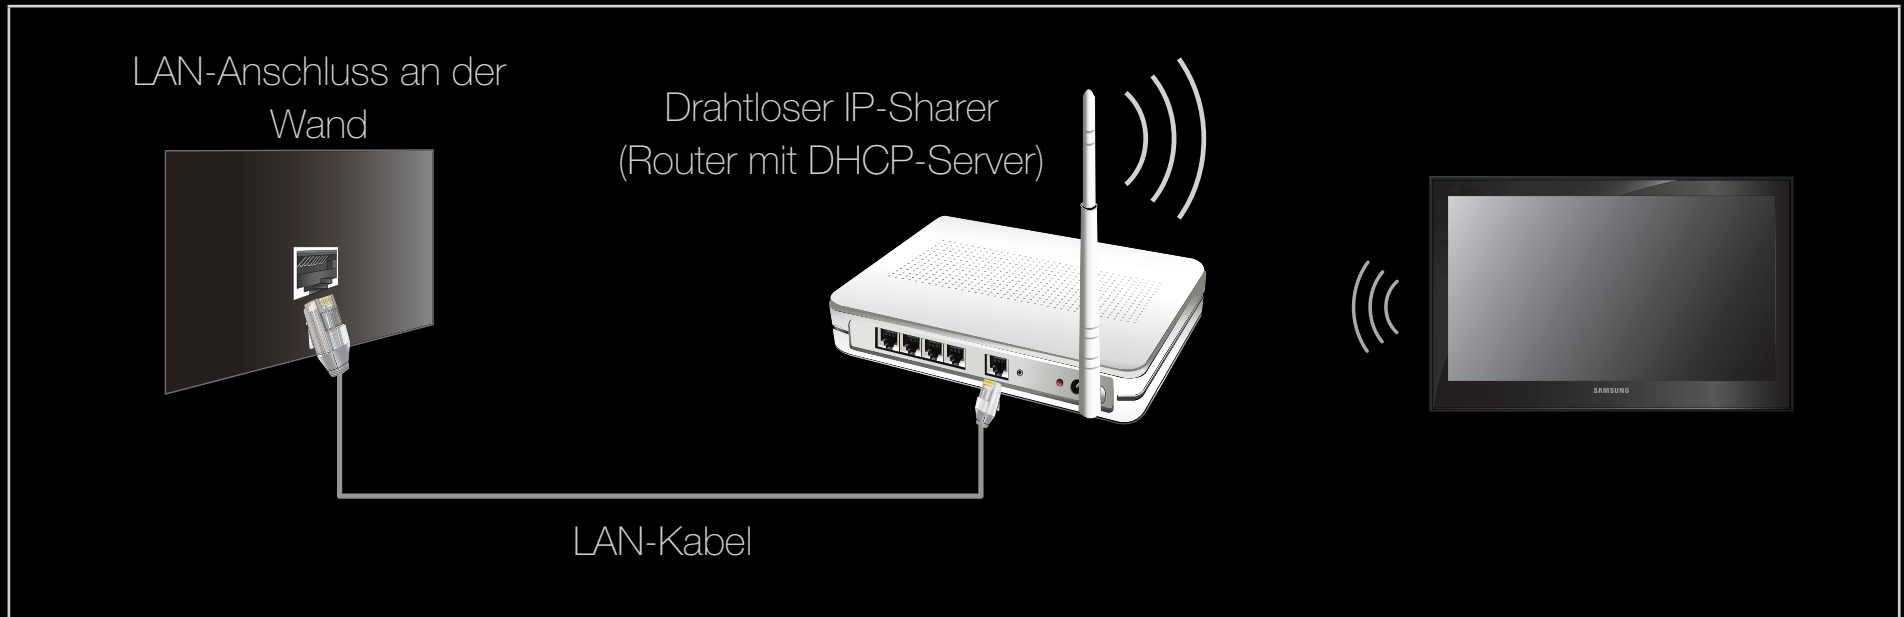 LAN-Anschluss an der
Wand
Drahtloser IP-Sharer
(Router mit DHCP-Server)
SAMSUNG
LAN-Kabel